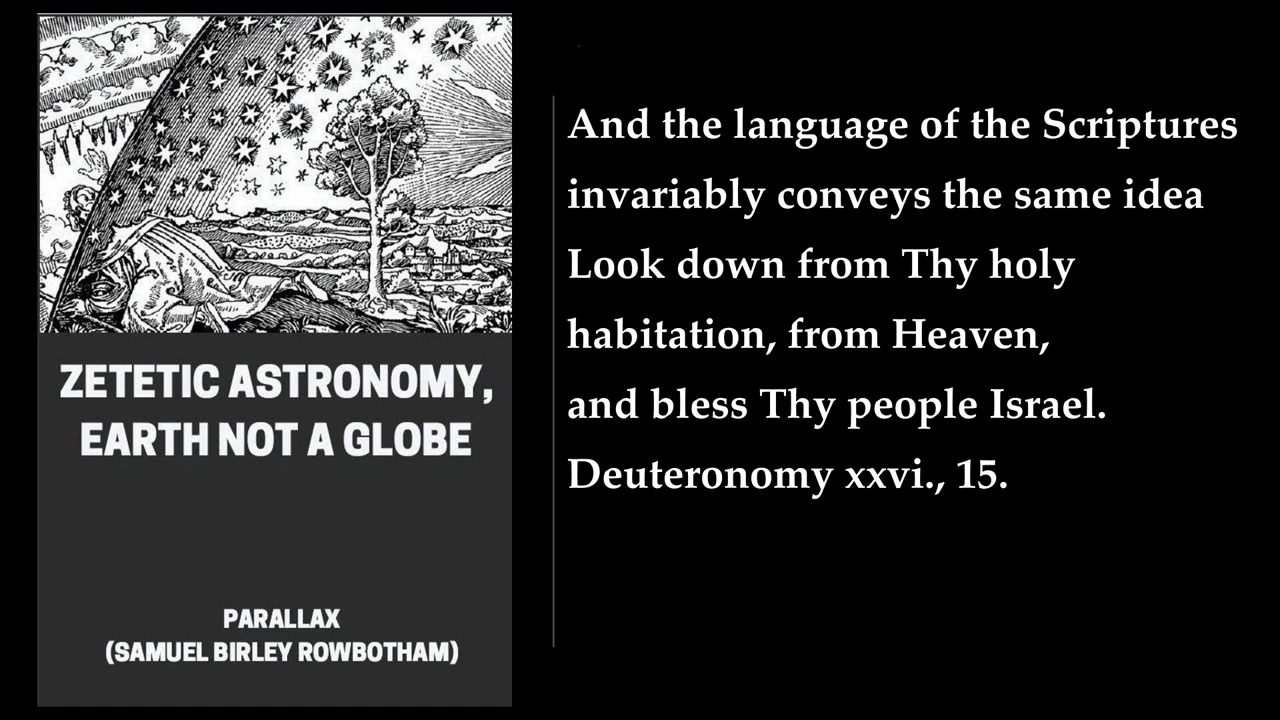 ZETETIC ASTRONOMY,
EARTH NOT A GLOBE
PARALLAX
(SAMUEL BIRLEY ROWBOTHAM)
And the language of the Scriptures
invariably conveys the same idea
Look down from Thy holy
habitation, from Heaven,
and bless Thy people Israel.
Deuteronomy xxvi., 15.